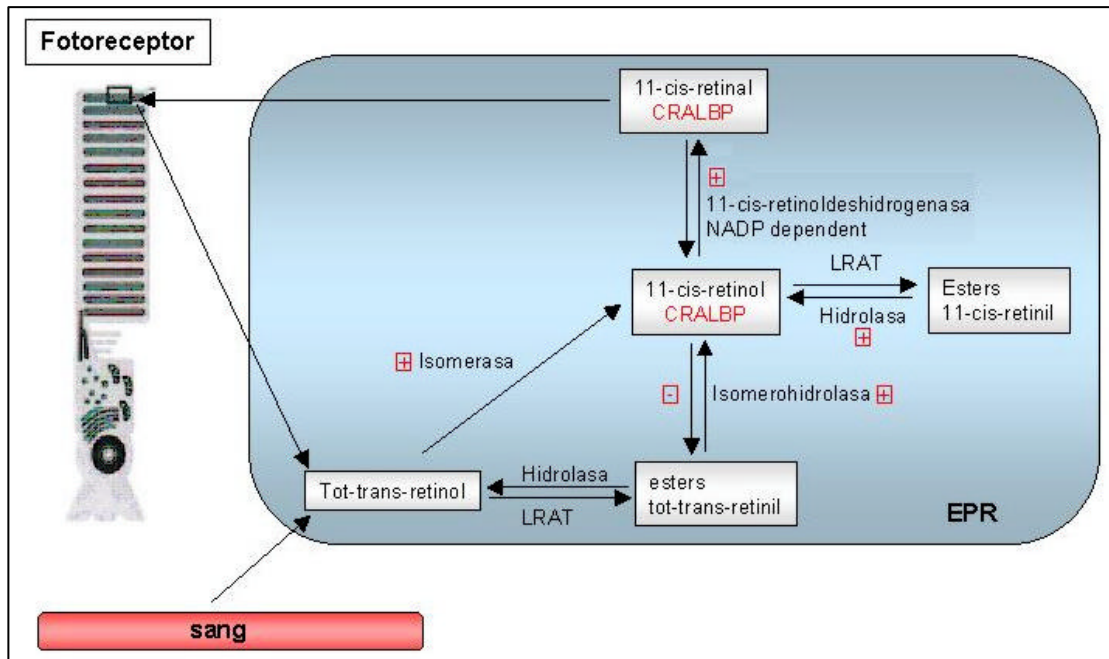 Fotoreceptor
11-cis-retinal
CRALBP
+
11-cis-retinoldeshidrogenasa
NADP dependent
LRAT
11-cis-retinol
CRALBP
Esters
11-cis-retinil
Hidrolasa
+
+ Isomerasa
-
Isomerohidrolasa +
Hidrolasa
Tot-trans-retinol
LRAT
esters
tot-trans-retinil
EPR
sang